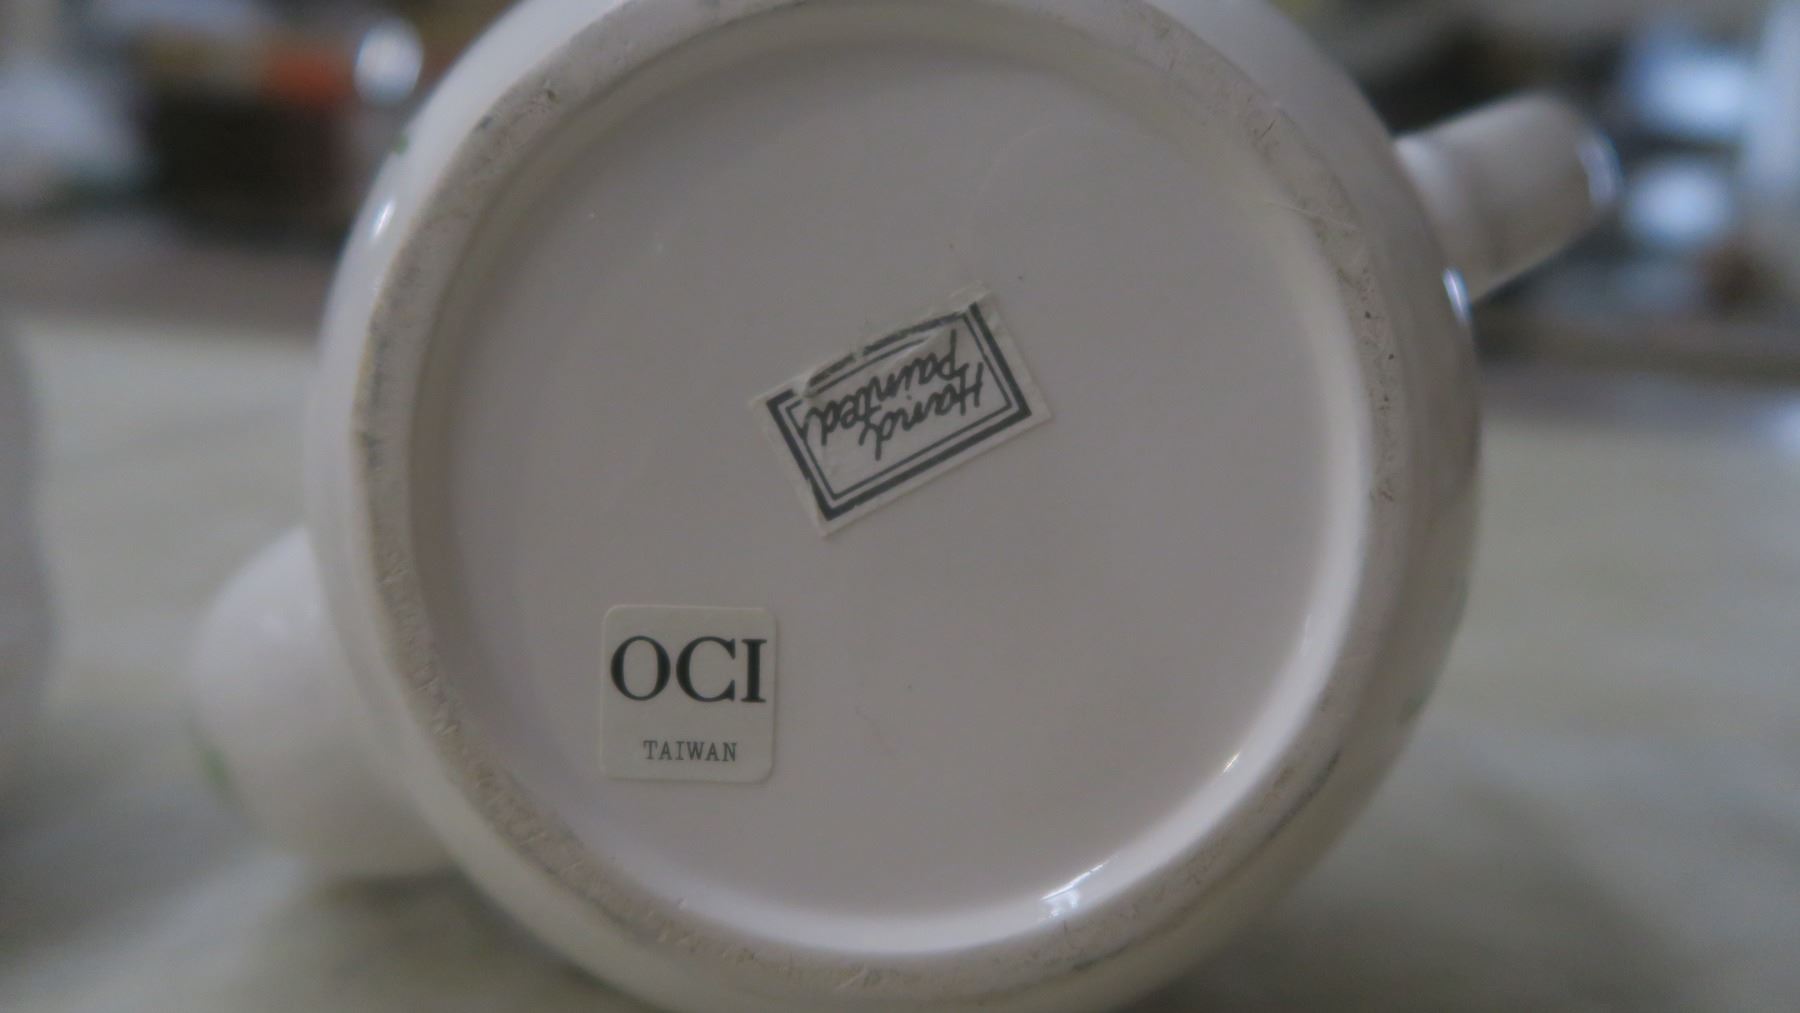 Hand
Painted
OCI
TAIWAN